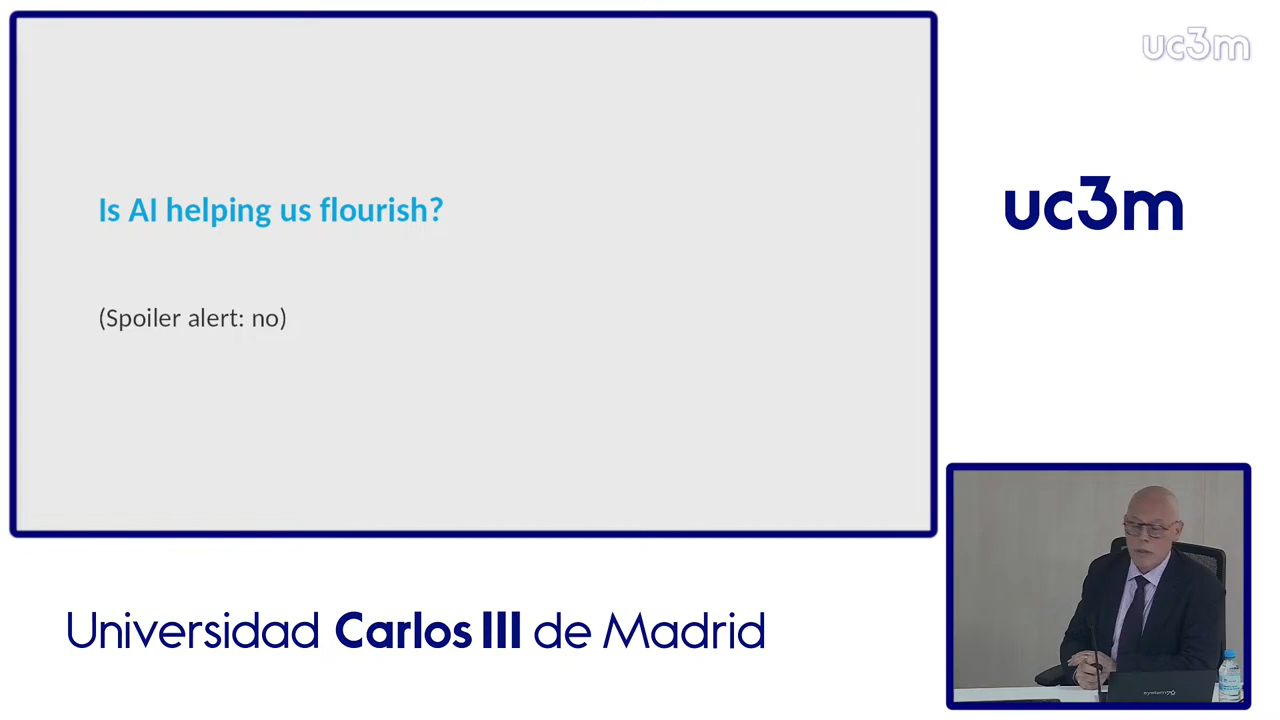 Is AI helping us flourish?
(Spoiler alert: no)
uc3m
uc3m
Universidad Carlos III de Madrid